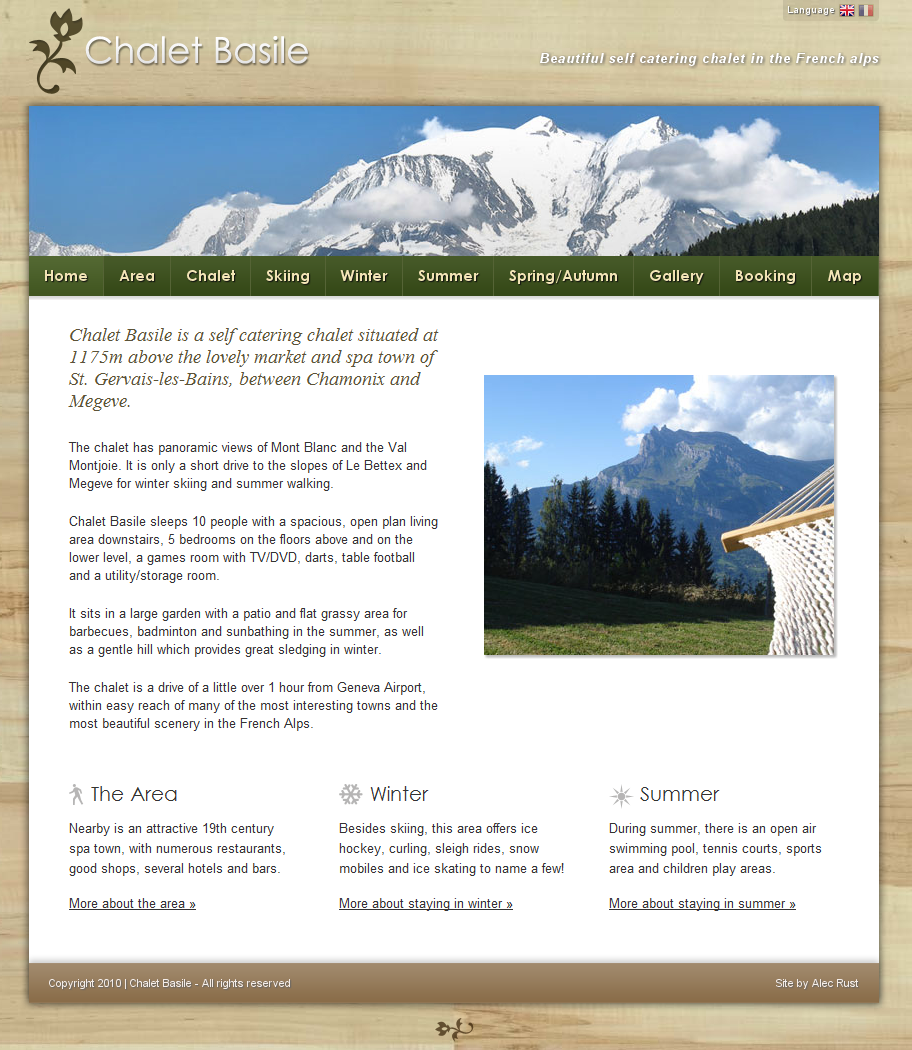 Language
Chalet Basile
Beautiful self catering chalet in the French alps
Home Area Chalet Skiing Winter Summer Spring/Autumn Gallery Booking Map
Chalet Basile is a self catering chalet situated at
1175m above the lovely market and spa town of
St. Gervais-les-Bains, between Chamonix and
Megeve.
The chalet has panoramic views of Mont Blanc and the Val
Montjoie. It is only a short drive to the slopes of Le Bettex and
Megeve for winter skiing and summer walking.
Chalet Basile sleeps 10 people with a spacious, open plan living
area downstairs, 5 bedrooms on the floors above and on the
lower level, a games room with TV/DVD, darts, table football
and a utility/storage room.
It sits in a large garden with a patio and flat grassy area for
barbecues, badminton and sunbathing in the summer, as well
as a gentle hill which provides great sledging in winter.
The chalet is a drive of a little over 1 hour from Geneva Airport,
within easy reach of many of the most interesting towns and the
most beautiful scenery in the French Alps.
The Area
Nearby is an attractive 19th century
spa town, with numerous restaurants,
good shops, several hotels and bars.
More about the area »
Winter
Besides skiing, this area offers ice
hockey, curling, sleigh rides, snow
mobiles and ice skating to name a few!
More about staying in winter »
Summer
During summer, there is an open air
swimming pool, tennis courts, sports
area and children play areas.
More about staying in summer »
Copyright 2010 | Chalet Basile - All rights reserved
Site by Alec Rust